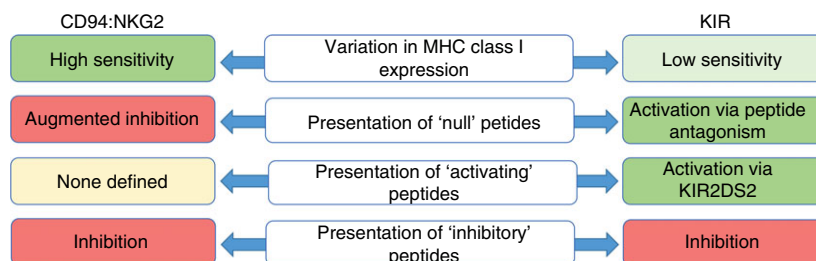 CD94:NKG2
KIR
High sensitivity
Variation in MHC class I
expression
Low sensitivity
Augmented inhibition
Presentation of ‘null’ petides
Activation via peptide
antagonism
None defined
Presentation of ‘activating’
peptides
Activation via
KIR2DS2
Inhibition
Presentation of ‘inhibitory’
peptides
Inhibition